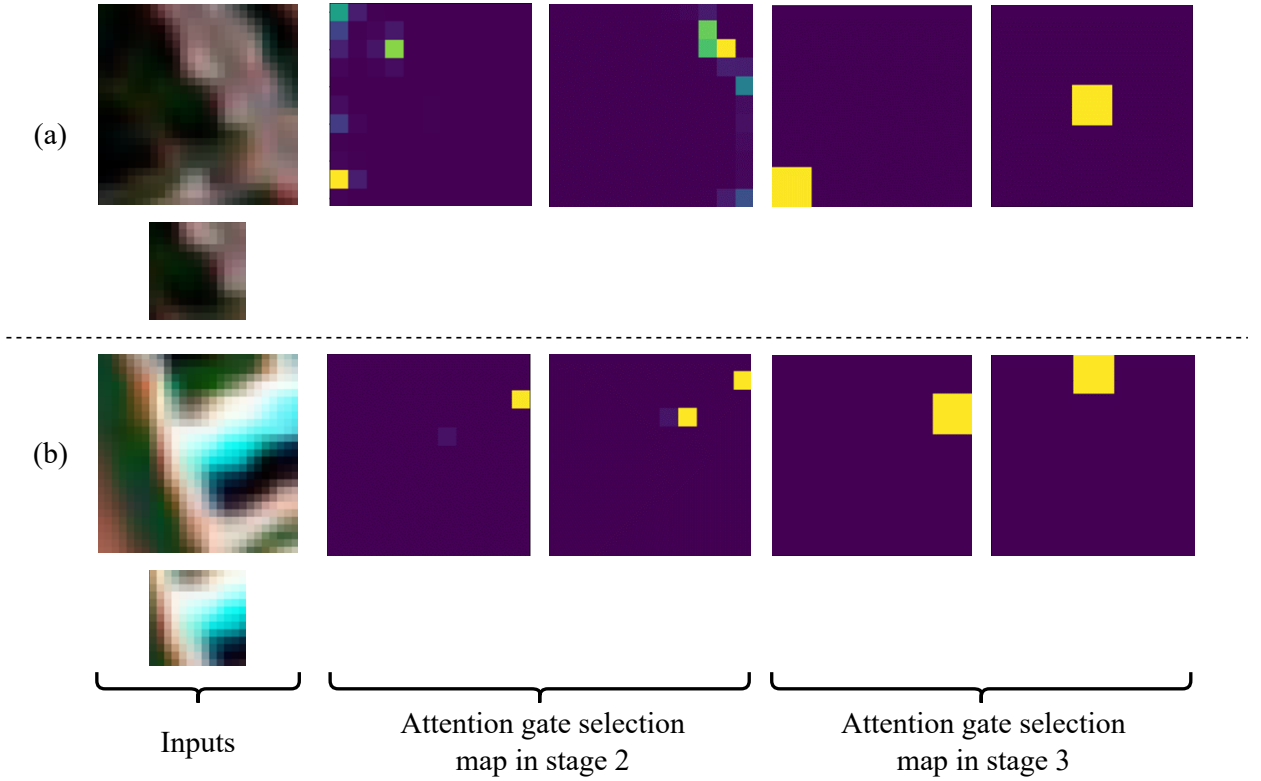 (a)
(b)
Inputs
Attention gate selection
map in stage 2
Attention gate selection
map in stage 3